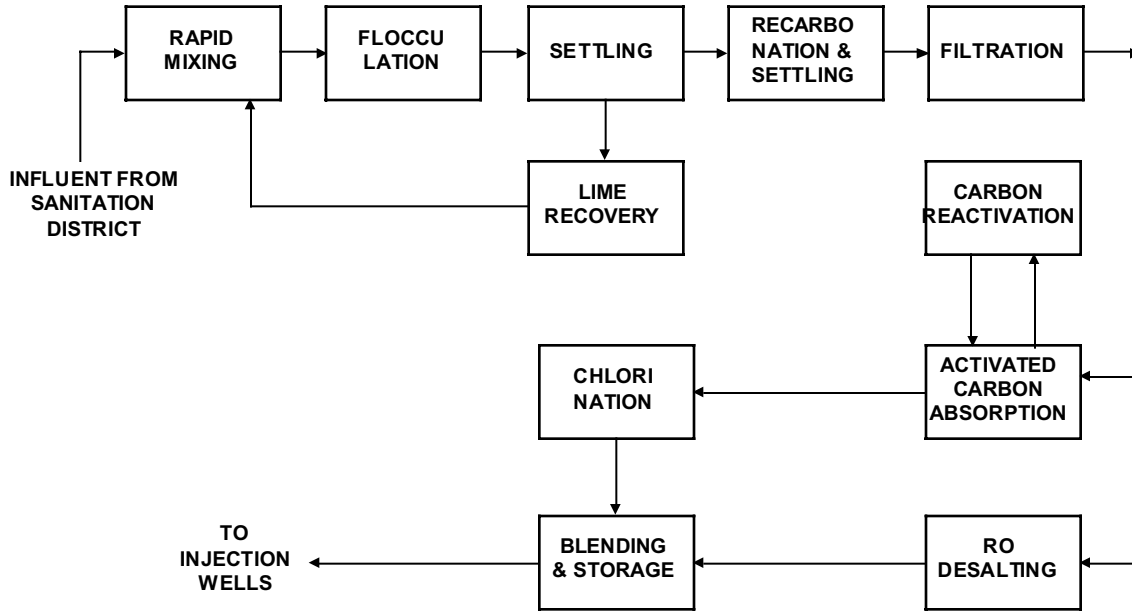 RAPID
MIXING
FLOCCU
LATION
SETTLING
RECARBO
NATION &
SETTLING
FILTRATION
INFLUENT FROM
SANITATION
DISTRICT
LIME
RECOVERY
CARBON
REACTIVATION
CHLORI
NATION
ACTIVATED
CARBON
ABSORPTION
TO
INJECTION
WELLS
BLENDING
& STORAGE
RO
DESALTING